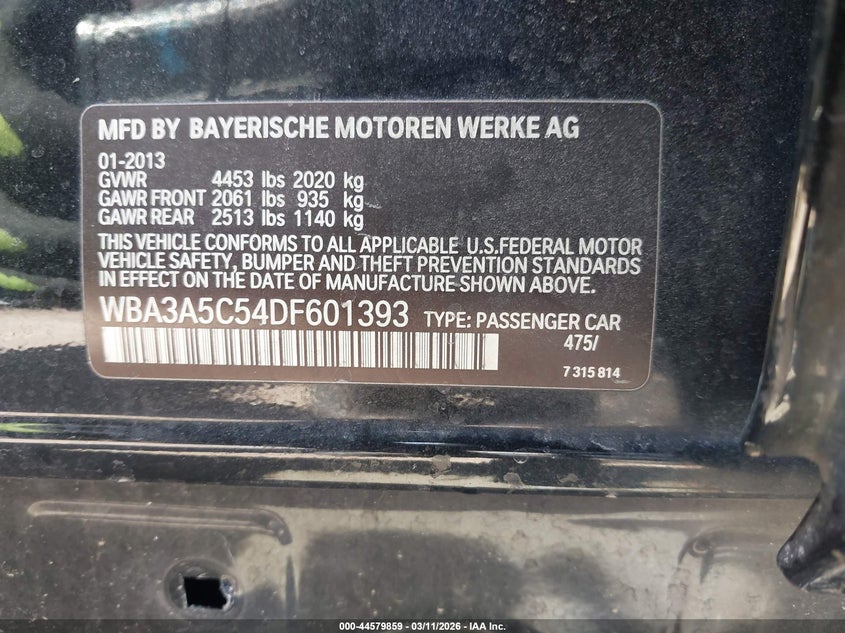 MFD BY BAYERISCHE MOTOREN WERKE AG
01-2013
GVWR 4453 lbs 2020 kg
GAWR FRONT 2061 lbs 935 kg
GAWR REAR 2513 lbs 1140 kg
THIS VEHICLE CONFORMS TO ALL APPLICABLE U.S.FEDERAL MOTOR
VEHICLE SAFETY, BUMPER AND THEFT PREVENTION STANDARDS
IN EFFECT ON THE DATE OF MANUFACTURE SHOWN ABOVE.
WBA3A5C54DF601393 TYPE: PASSENGER CAR
475/
7 315 814
000-44579859 — 03/11/2026 — IAA Inc.